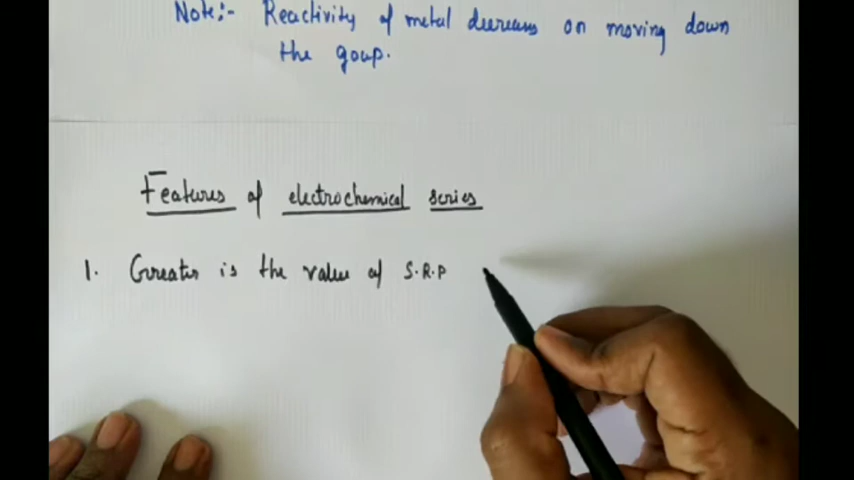 Note:- Reactivity of metal decreases on moving down
the goup.
Features of electrochemical series
1. Greater is the value of S.R.P